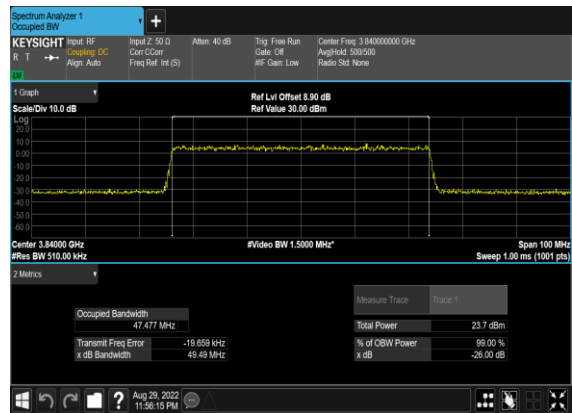 Spectrum Analyzer 1
Occupied BW
+
KEYSIGHT Input: RF Input Z: 50 Ω Atten: 40 dB Trig: Free Run Center Freq: 3.840000000 GHz
R T Coupling: DC Corr CCorr Gate: Off Avg|Hold: 500/500
Align: Auto Freq Ref: Int (S) #IF Gain: Low Radio Std: None
LW
1 Graph Ref Lvl Offset 8.90 dB
Scale/Div 10.0 dB Ref Value 30.00 dBm
Log
20.0
10.0
0.00
-10.0
-20.0
-30.0
-40.0
-50.0
-60.0
Center 3.84000 GHz #Video BW 1.5000 MHz* Span 100 MHz
#Res BW 510.00 kHz Sweep 1.00 ms (1001 pts)
2 Metrics
Measure Trace Trace 1
Occupied Bandwidth
47.477 MHz Total Power 23.7 dBm
Transmit Freq Error -19.659 kHz % of OBW Power 99.00 %
x dB Bandwidth 49.49 MHz x dB -26.00 dB
? Aug 29, 2022
11:56:15 PM